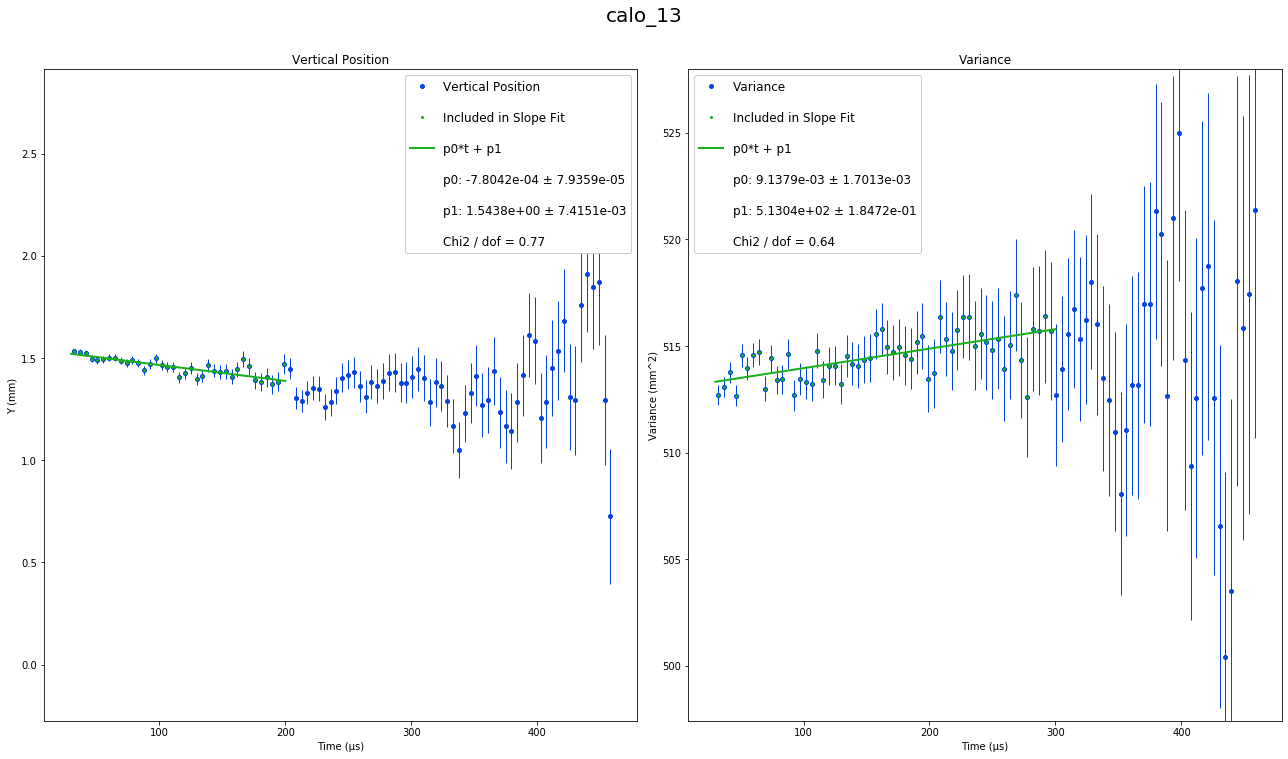 calo_13
Vertical Position
Vertical Position
Included in Slope Fit
p0*t + p1
p0: -7.8042e-04 ± 7.9359e-05
p1: 1.5438e+00 ± 7.4151e-03
Chi2 / dof = 0.77
Y (mm)
2.5
2.0
1.5
1.0
0.5
0.0
100
200
300
400
Time (μs)
Variance
Variance
Included in Slope Fit
p0*t + p1
p0: 9.1379e-03 ± 1.7013e-03
p1: 5.1304e+02 ± 1.8472e-01
Chi2 / dof = 0.64
Variance (mm^2)
525
520
515
510
505
500
100
200
300
400
Time (μs)